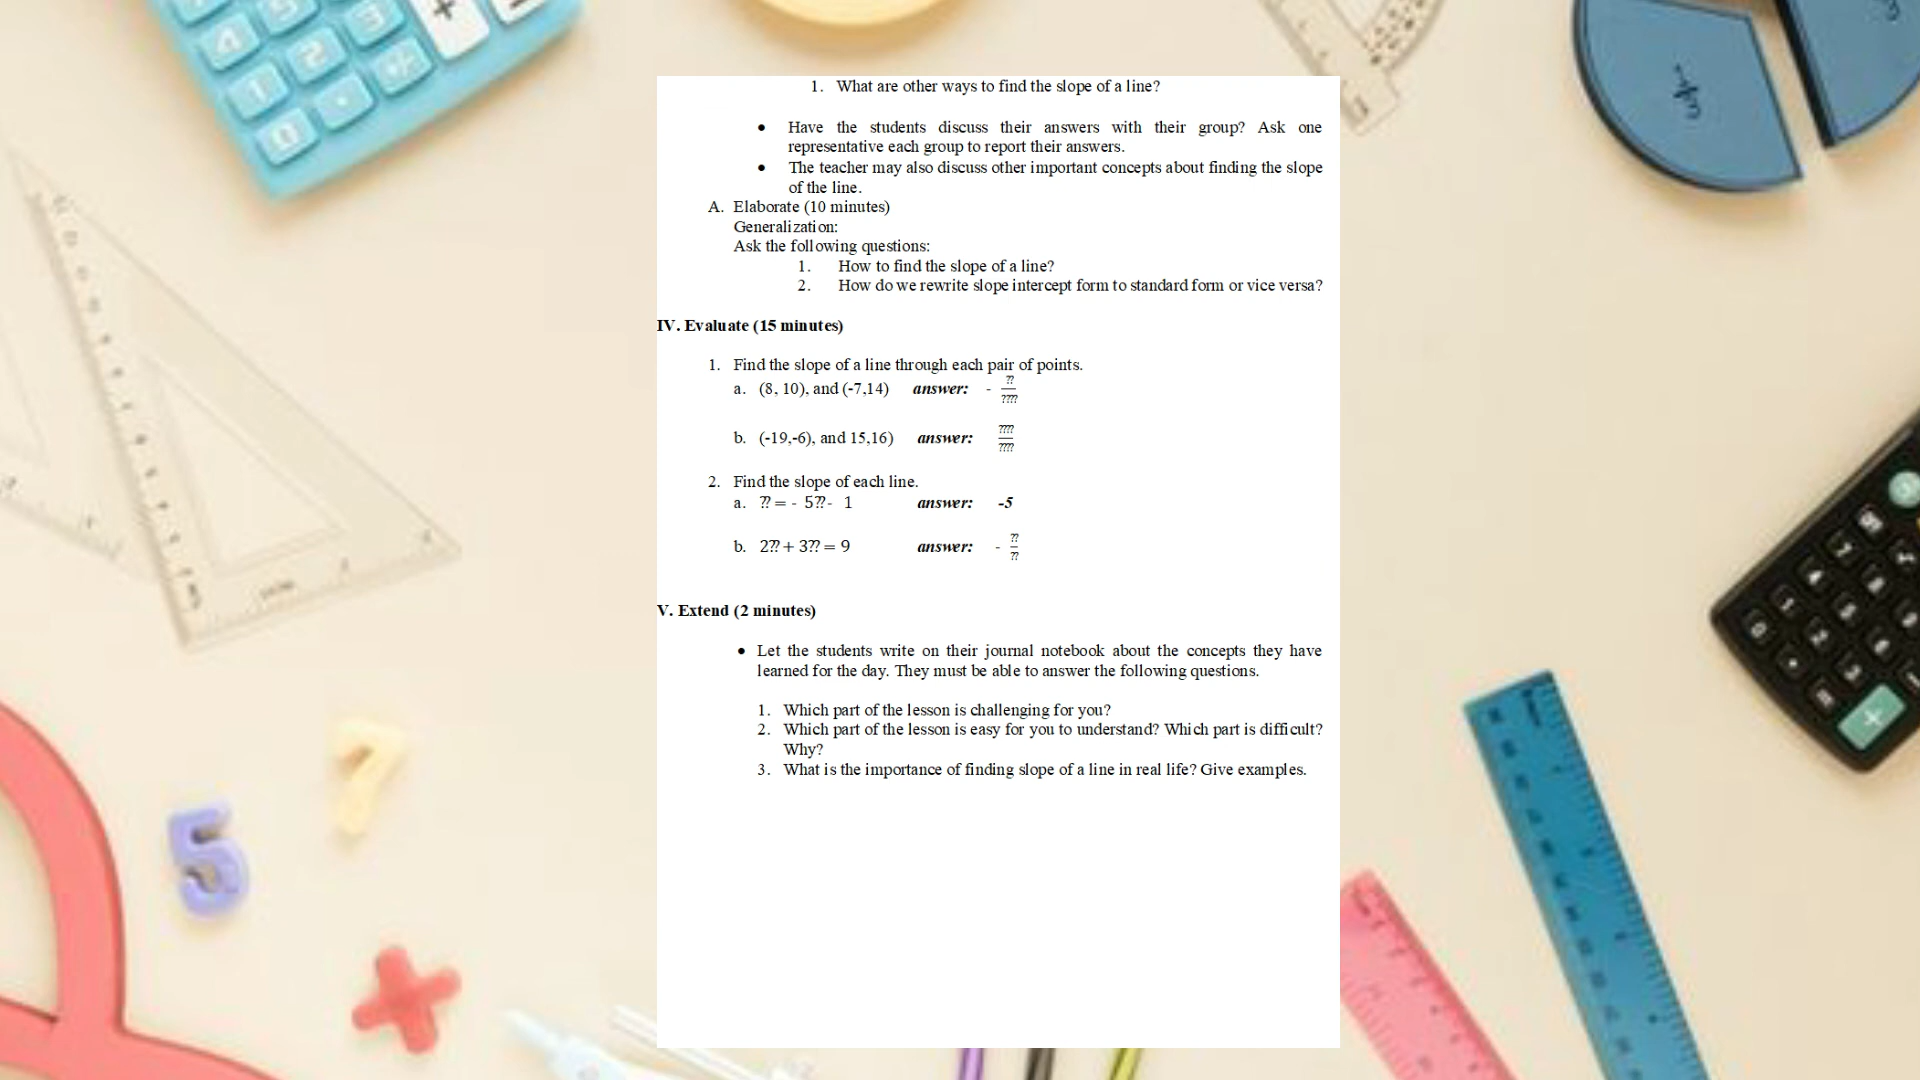 1. What are other ways to find the slope of a line?
• Have the students discuss their answers with their group? Ask one
representative each group to report their answers.
• The teacher may also discuss other important concepts about finding the slope
of the line.
A. Elaborate (10 minutes)
Generalization:
Ask the following questions:
1. How to find the slope of a line?
2. How do we rewrite slope intercept form to standard form or vice versa?
IV. Evaluate (15 minutes)
1. Find the slope of a line through each pair of points.
a. (8, 10), and (-7,14) answer: - ??/????
b. (-19,-6), and 15,16) answer: ????/????
2. Find the slope of each line.
a. ?? = - 5??- 1 answer: -5
b. 2?? + 3?? = 9 answer: - ??/??
V. Extend (2 minutes)
• Let the students write on their journal notebook about the concepts they have
learned for the day. They must be able to answer the following questions.
1. Which part of the lesson is challenging for you?
2. Which part of the lesson is easy for you to understand? Which part is difficult?
Why?
3. What is the importance of finding slope of a line in real life? Give examples.